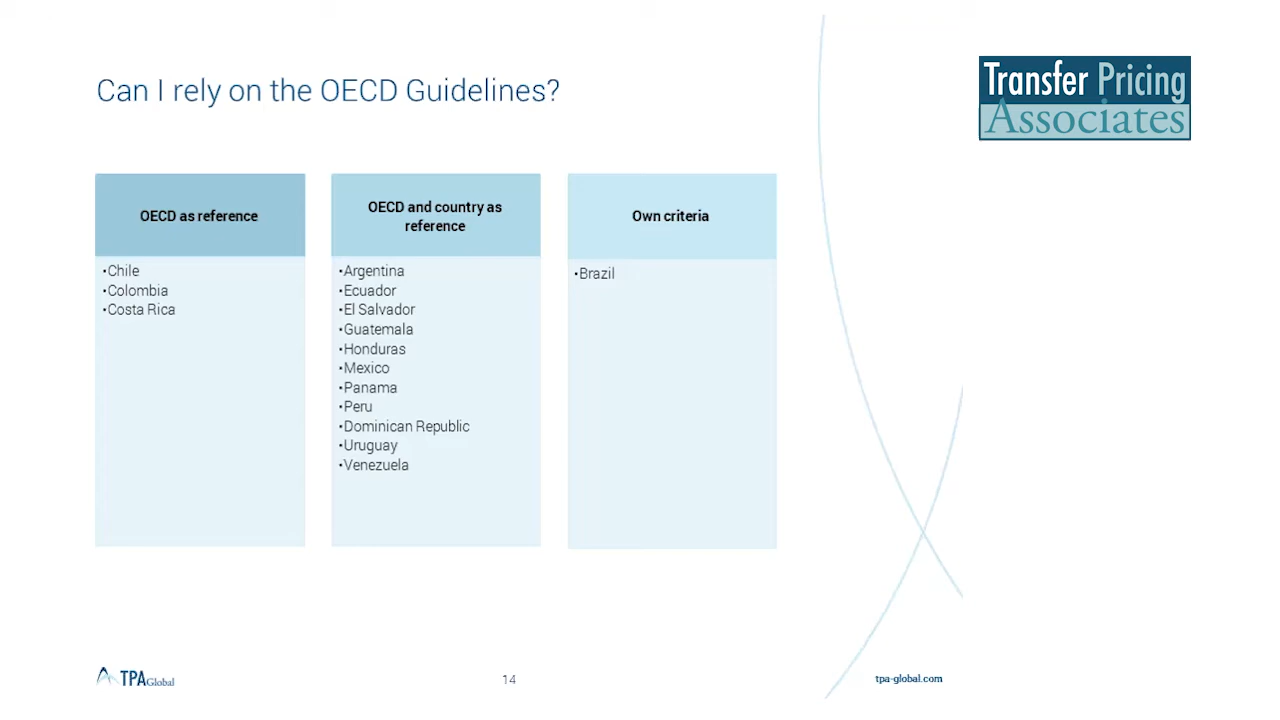 Can I rely on the OECD Guidelines?
Transfer Pricing
Associates
OECD as reference
•Chile
•Colombia
•Costa Rica
OECD and country as
reference
•Argentina
•Ecuador
•El Salvador
•Guatemala
•Honduras
•Mexico
•Panama
•Peru
•Dominican Republic
•Uruguay
•Venezuela
Own criteria
•Brazil
TPA Global
14
tpa-global.com